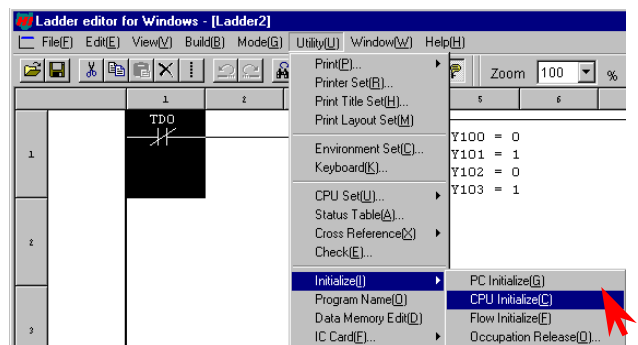 Ladder editor for Windows - [Ladder2]
File(F) Edit(E) View(V) Build(B) Mode(G) Utility(U) Window(W) Help(H)
Zoom 100 %
1 2 5 6
TD0
1
2
3
Print(P)...
Printer Set(R)...
Print Title Set(H)...
Print Layout Set(M)
Environment Set(C)...
Keyboard(K)...
CPU Set(U)...
Status Table(A)...
Cross Reference(X)
Check(E)...
Initialize(I)
Program Name(O)
Data Memory Edit(D)
IC Card(F)...
Y100 = 0
Y101 = 1
Y102 = 0
Y103 = 1
PC Initialize(G)
CPU Initialize(C)
Flow Initialize(F)
Occupation Release(O)...